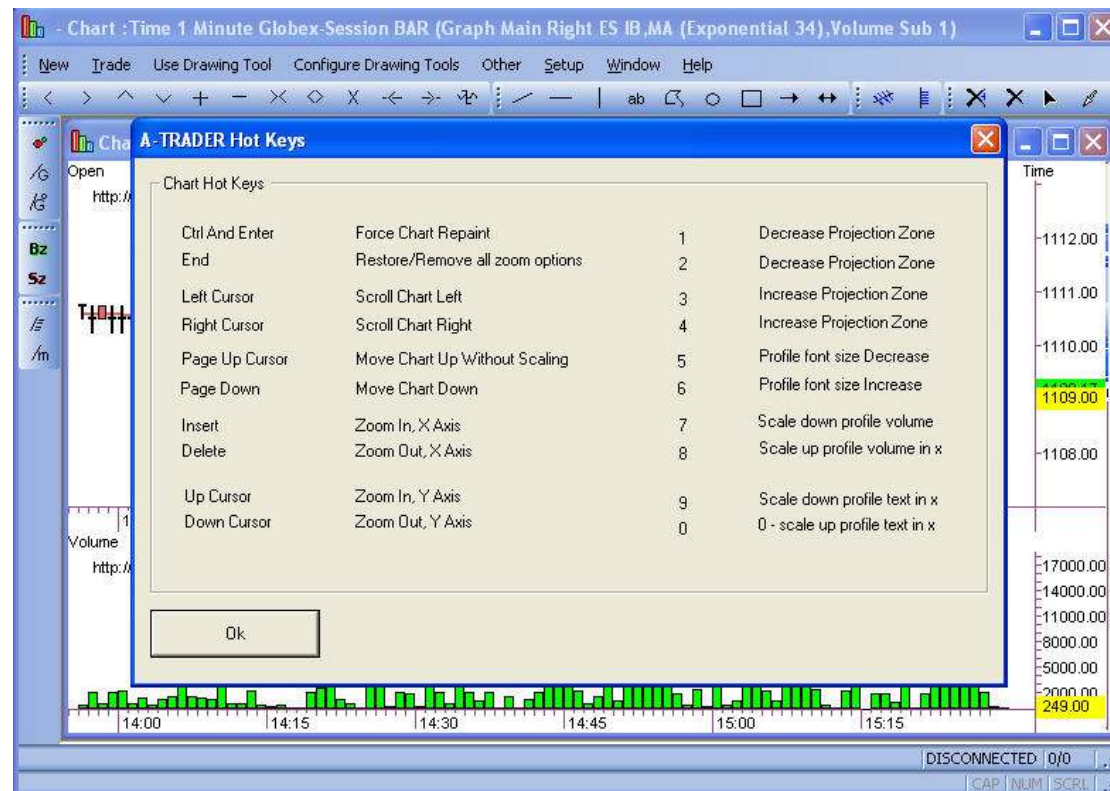 - Chart :Time 1 Minute Globex-Session BAR (Graph Main Right ES IB,MA (Exponential 34),Volume Sub 1)
New Trade Use Drawing Tool Configure Drawing Tools Other Setup Window Help
ab
Cha
A-TRADER Hot Keys
/G
Bz
Sz
/m
Open
http:/
Time
Chart Hot Keys
Ctrl And Enter Force Chart Repaint 1 Decrease Projection Zone
End Restore/Remove all zoom options 2 Decrease Projection Zone
Left Cursor Scroll Chart Left 3 Increase Projection Zone
Right Cursor Scroll Chart Right 4 Increase Projection Zone
Page Up Cursor Move Chart Up Without Scaling 5 Profile font size Decrease
Page Down Move Chart Down 6 Profile font size Increase
Insert Zoom In, X Axis 7 Scale down profile volume
Delete Zoom Out, X Axis 8 Scale up profile volume in x
Up Cursor Zoom In, Y Axis 9 Scale down profile text in x
Down Cursor Zoom Out, Y Axis 0 0 - scale up profile text in x
Ok
1112.00
1111.00
1110.00
1109.00
1108.00
Volume
http:/
17000.00
14000.00
11000.00
8000.00
5000.00
2000.00
249.00
14:00 14:15 14:30 14:45 15:00 15:15
DISCONNECTED 0/0
CAP NUM SCRL